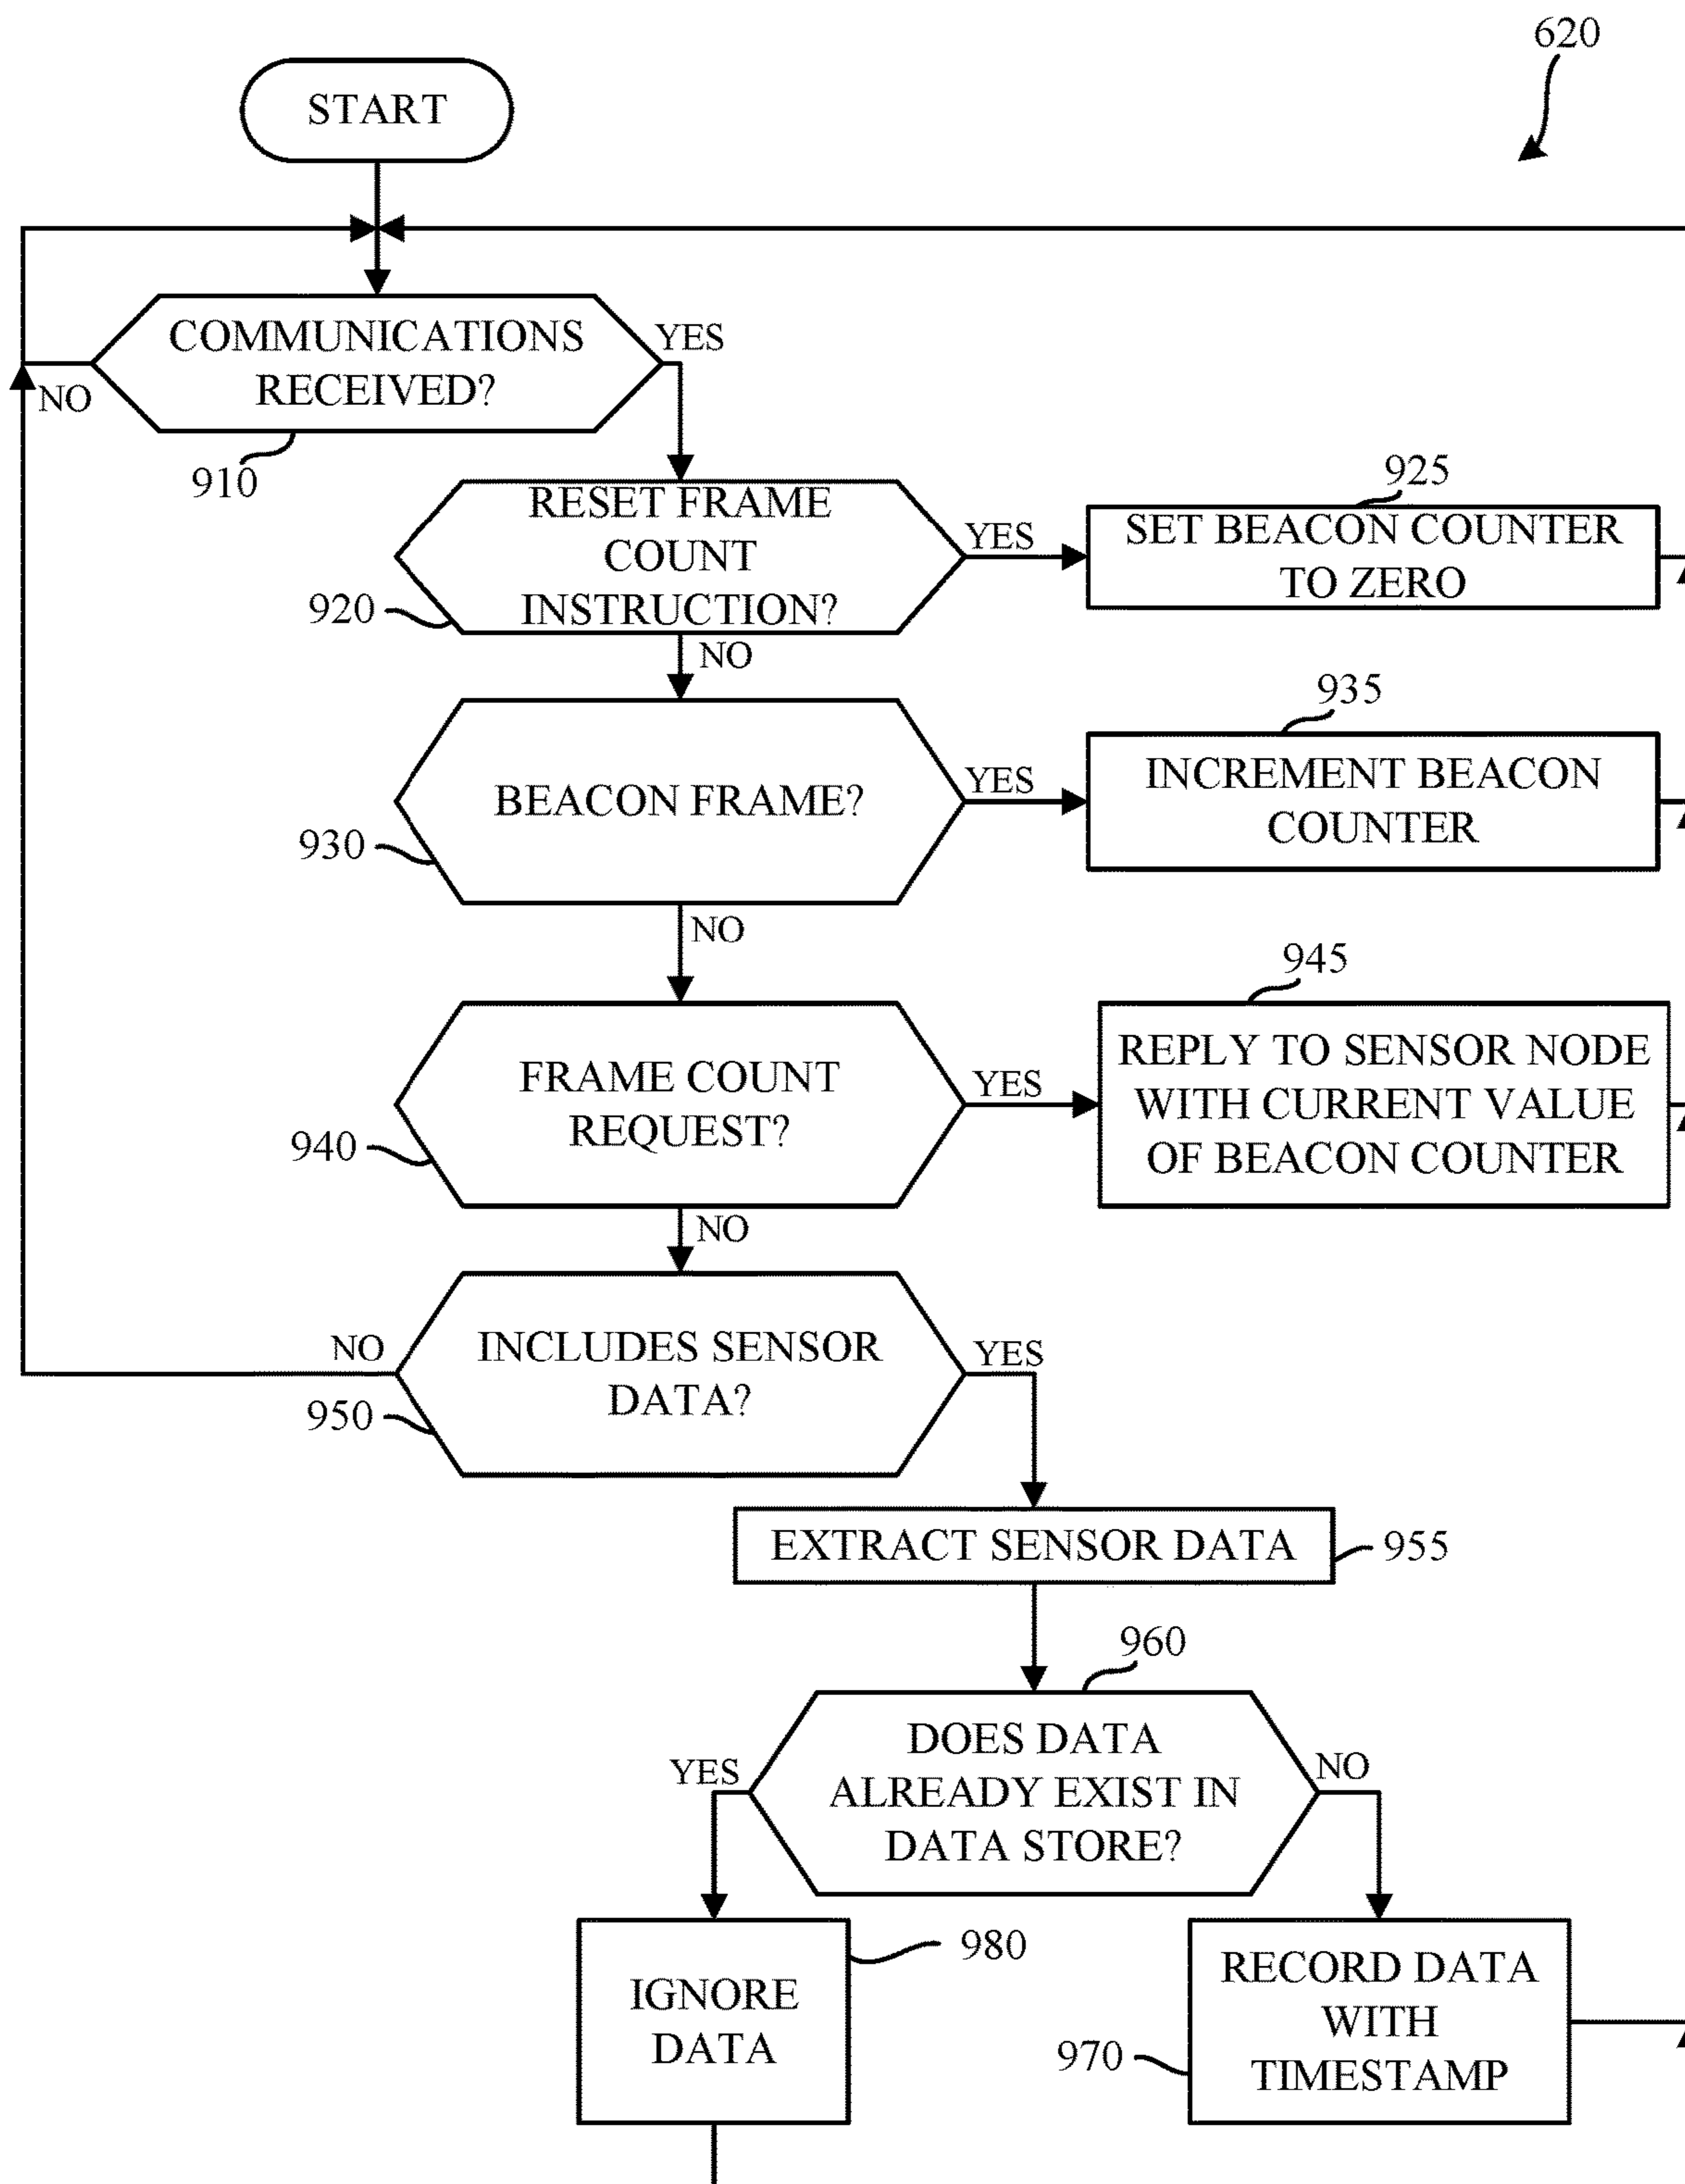 620
START
COMMUNICATIONS
RECEIVED?
YES
NO
910
RESET FRAME
COUNT
INSTRUCTION?
920
YES
925
SET BEACON COUNTER
TO ZERO
NO
BEACON FRAME?
930
YES
935
INCREMENT BEACON
COUNTER
NO
FRAME COUNT
REQUEST?
940
YES
945
REPLY TO SENSOR NODE
WITH CURRENT VALUE
OF BEACON COUNTER
NO
INCLUDES SENSOR
DATA?
NO
950
YES
EXTRACT SENSOR DATA
955
960
DOES DATA
ALREADY EXIST IN
DATA STORE?
YES
NO
IGNORE
DATA
980
RECORD DATA
WITH
TIMESTAMP
970